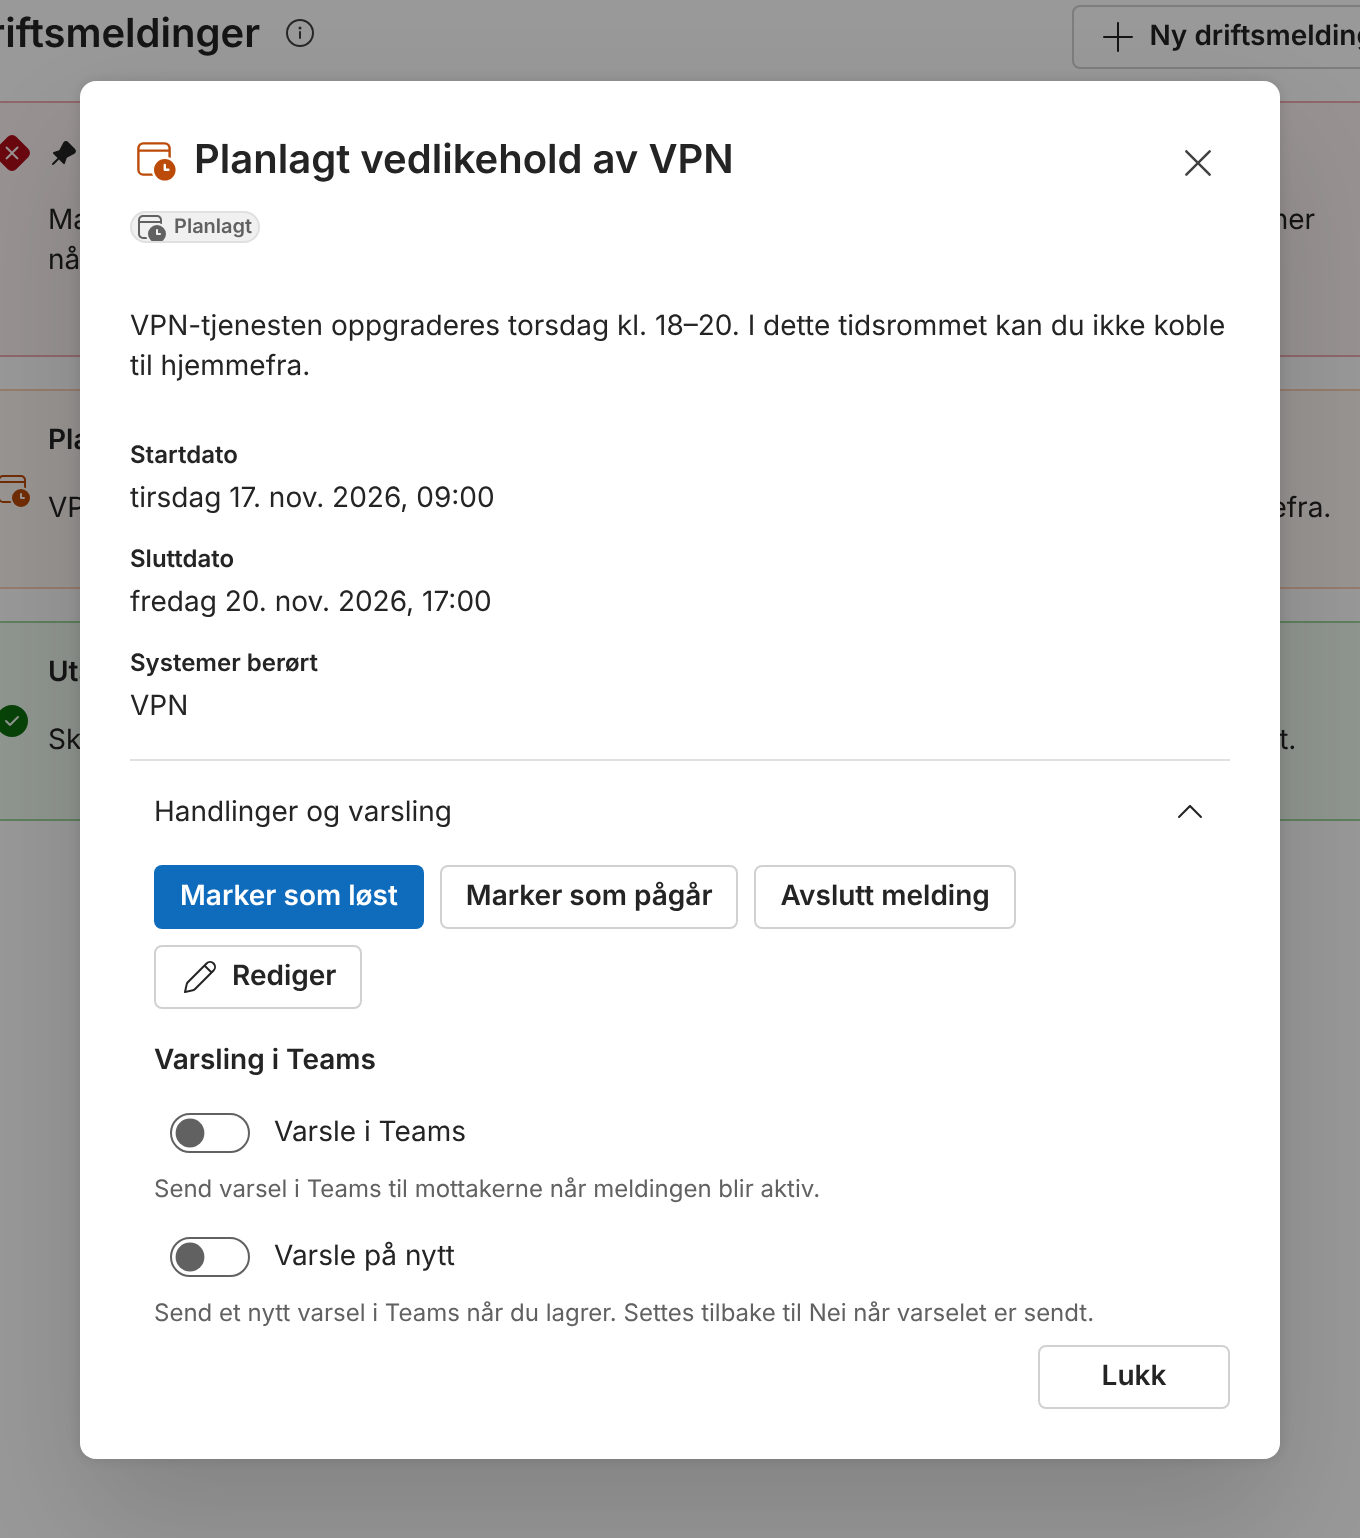 riftsmeldinger
Ny driftsmelding
Planlagt vedlikehold av VPN
Planlagt
VPN-tjenesten oppgraderes torsdag kl. 18–20. I dette tidsrommet kan du ikke koble
til hjemmefra.
Startdato
tirsdag 17. nov. 2026, 09:00
Sluttdato
fredag 20. nov. 2026, 17:00
Systemer berørt
VPN
Handlinger og varsling
Marker som løst
Marker som pågår
Avslutt melding
Rediger
Varsling i Teams
Varsle i Teams
Send varsel i Teams til mottakerne når meldingen blir aktiv.
Varsle på nytt
Send et nytt varsel i Teams når du lagrer. Settes tilbake til Nei når varselet er sendt.
Lukk